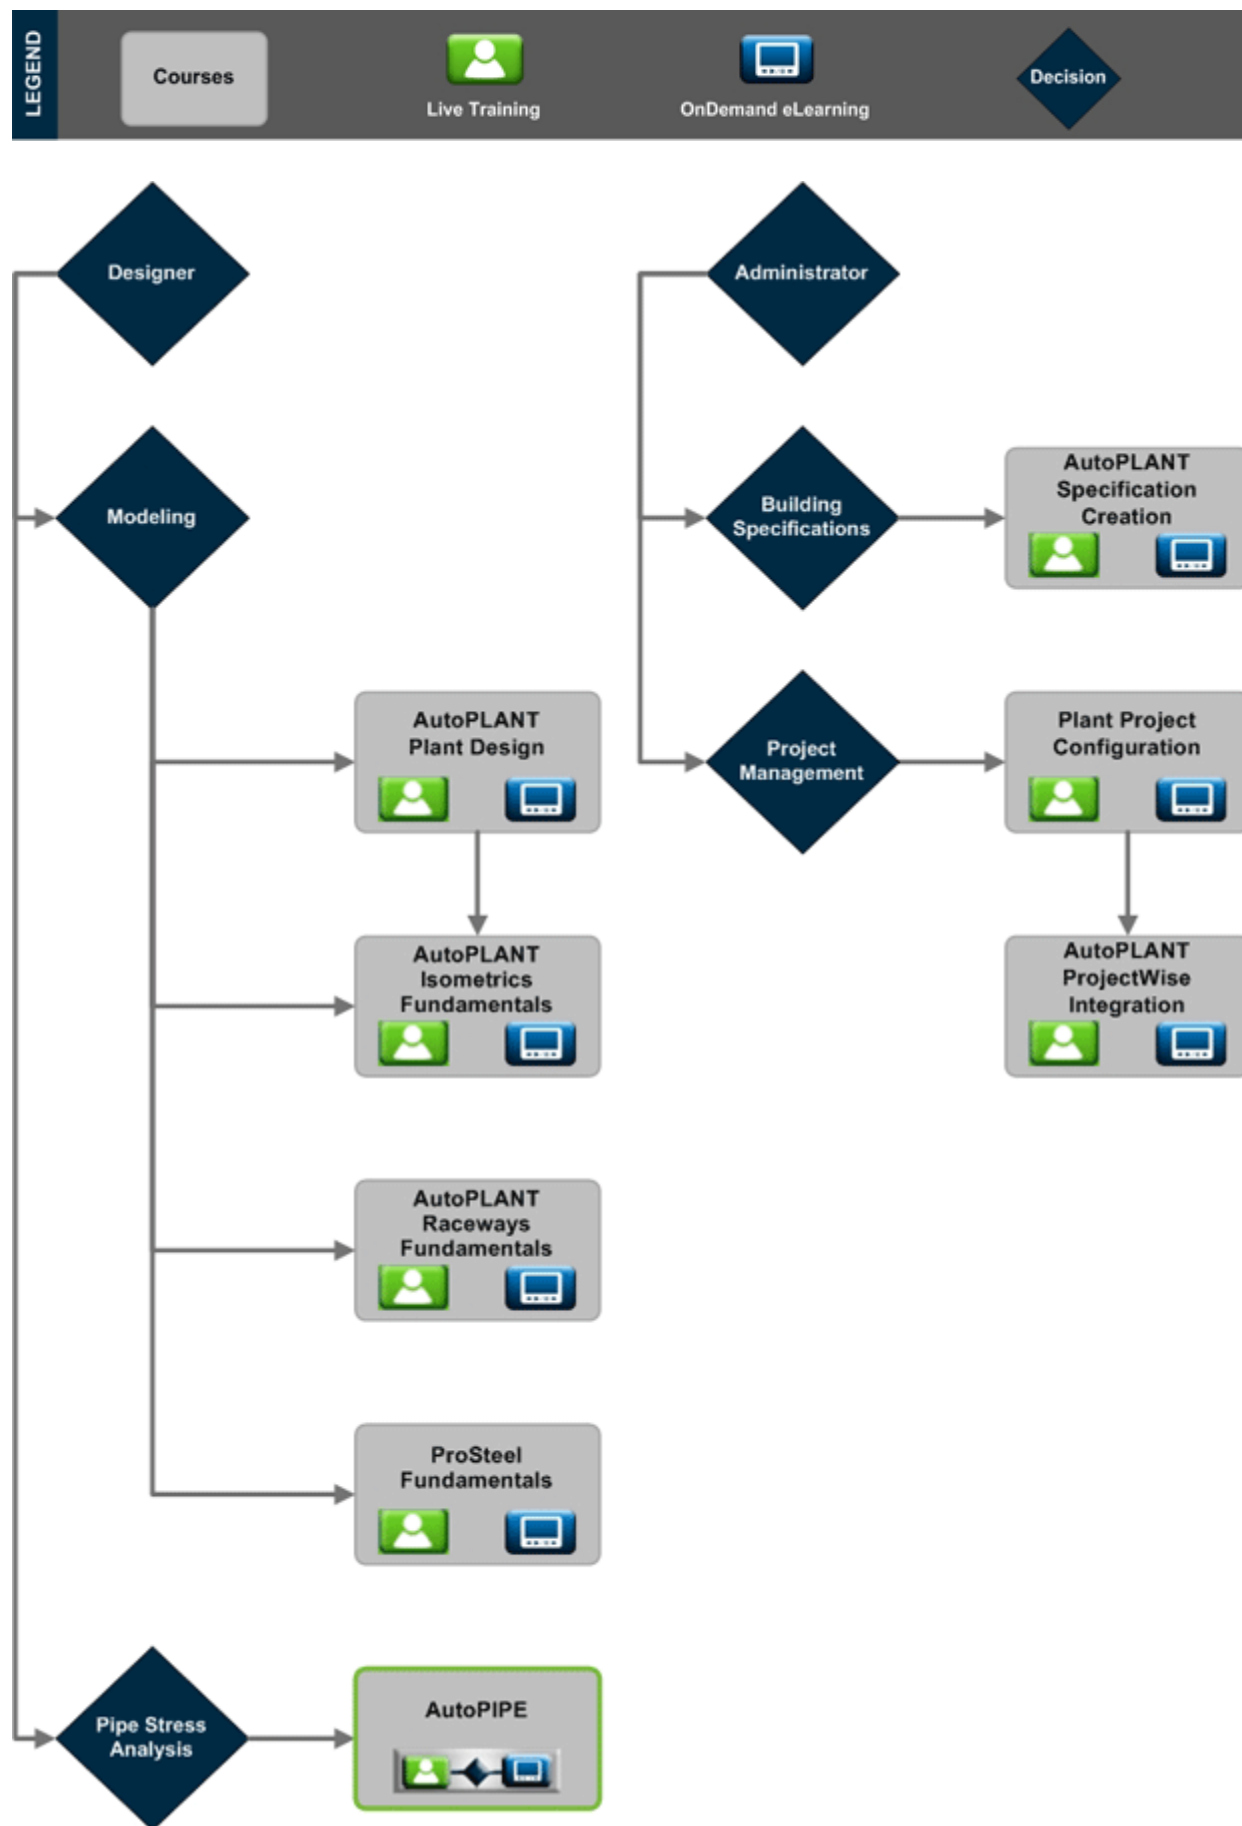 LEGEND
Courses
Live Training
OnDemand eLearning
Decision
Designer
Administrator
Modeling
Building
Specifications
AutoPLANT
Specification
Creation
AutoPLANT
Plant Design
Project
Management
Plant Project
Configuration
AutoPLANT
Isometrics
Fundamentals
AutoPLANT
ProjectWise
Integration
AutoPLANT
Raceways
Fundamentals
ProSteel
Fundamentals
Pipe Stress
Analysis
AutoPIPE